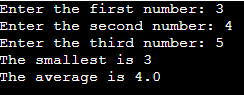 Enter the first number: 3
Enter the second number: 4
Enter the third number: 5
The smallest is 3
The average is 4.0